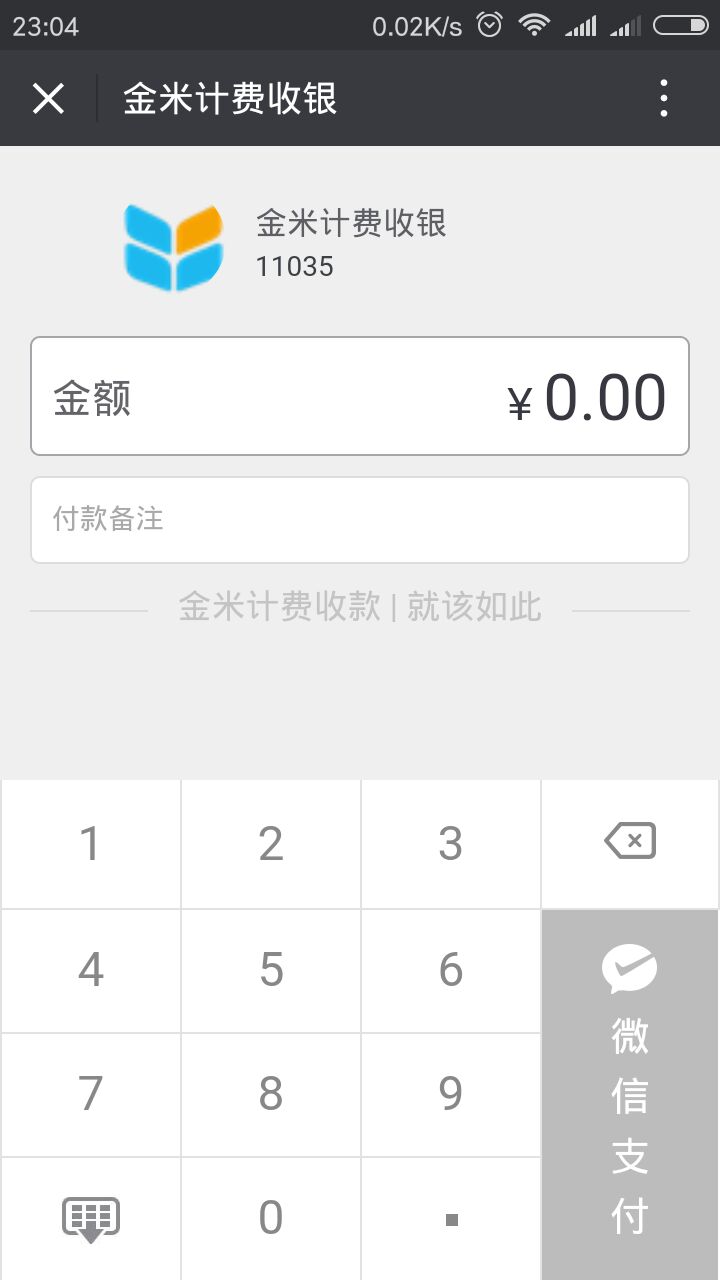 23:04 0.02K/s
金米计费收银
金米计费收银
11035
金额 ¥ 0.00
付款备注
金米计费收款 | 就该如此
1 2 3
4 5 6
7 8 9
0 .
微信支付